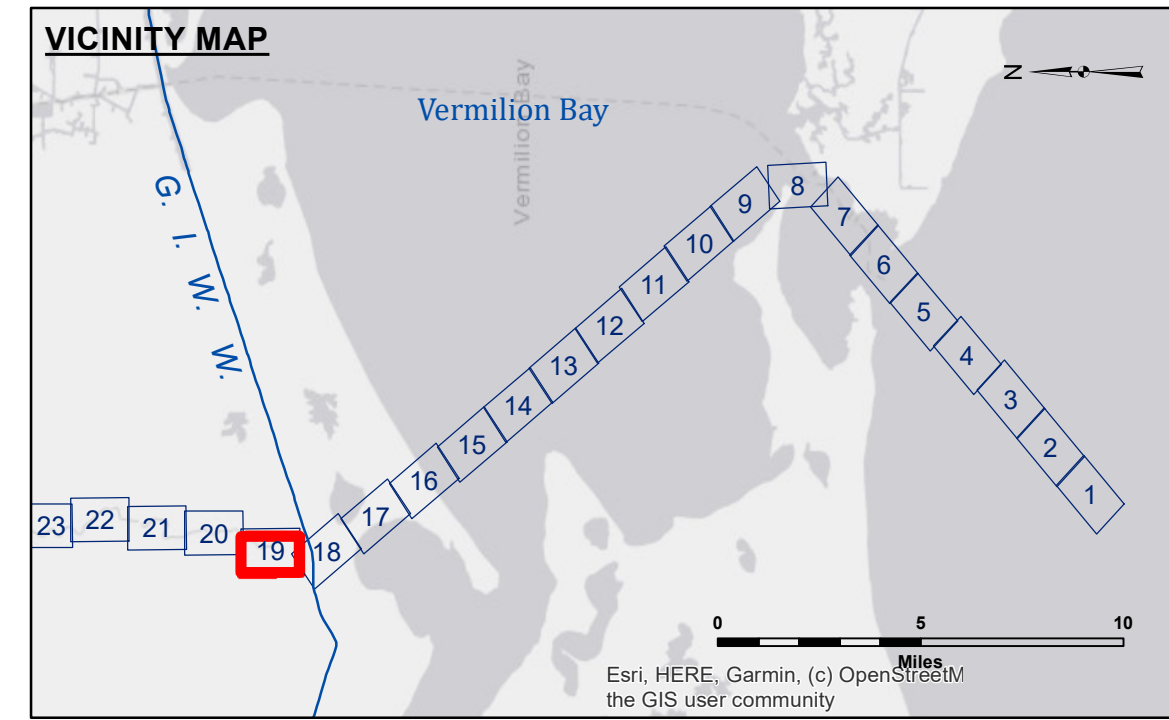 VICINITY MAP
N
Vermilion Bay
Vermilion Bay
G. I. W. W.
8
9
7
10
6
11
5
12
4
13
3
14
2
15
1
16
17
23
22
21
20
19
18
0 5 10
Miles
Esri, HERE, Garmin, (c) OpenStreetM
the GIS user community